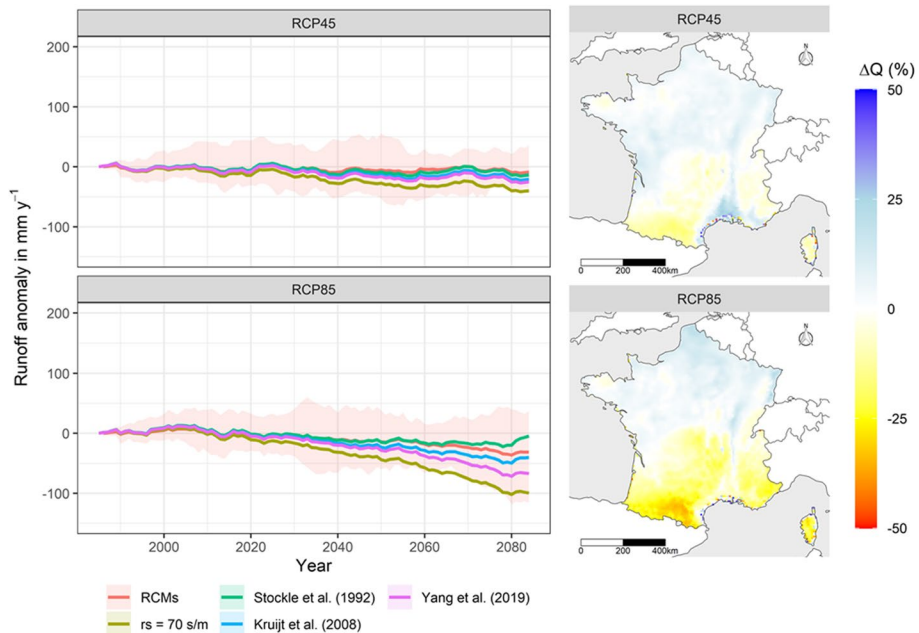 RCP45
200
100
0
-100
RCP85
200
100
0
-100
2000
2020
2040
2060
2080
Year
Runoff anomaly in mm y⁻¹
RCMs
Stockle et al. (1992)
Yang et al. (2019)
rs = 70 s/m
Kruijt et al. (2008)
RCP45
N
0
200
400km
RCP85
N
0
200
400km
ΔQ (%)
50
25
0
-25
-50